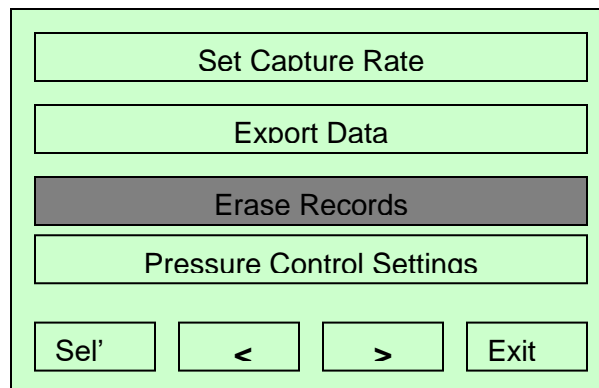 Set Capture Rate
Export Data
Erase Records
Pressure Control Settings
Sel' < > Exit